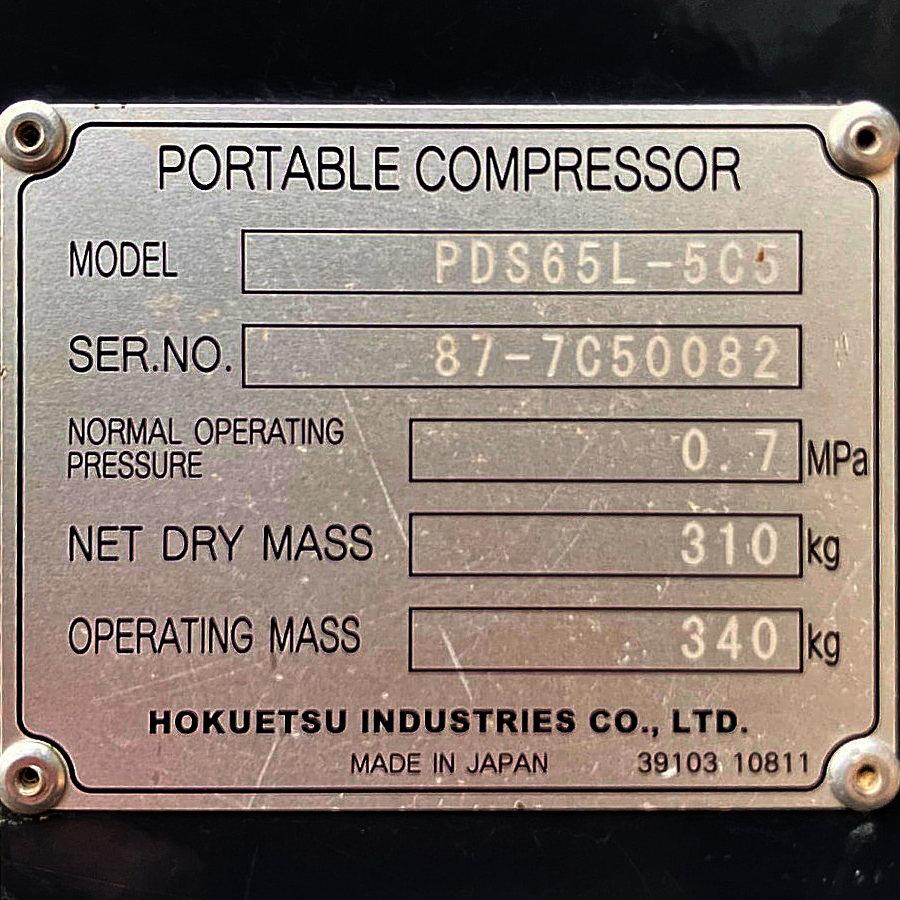 PORTABLE COMPRESSOR
MODEL PDS65L-5C5
SER.NO. 87-7C50082
NORMAL OPERATING
PRESSURE 0.7 MPa
NET DRY MASS 310 kg
OPERATING MASS 340 kg
HOKUETSU INDUSTRIES CO., LTD.
MADE IN JAPAN 39103 10811